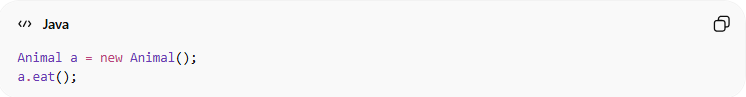 Java
Animal a = new Animal();
a.eat();